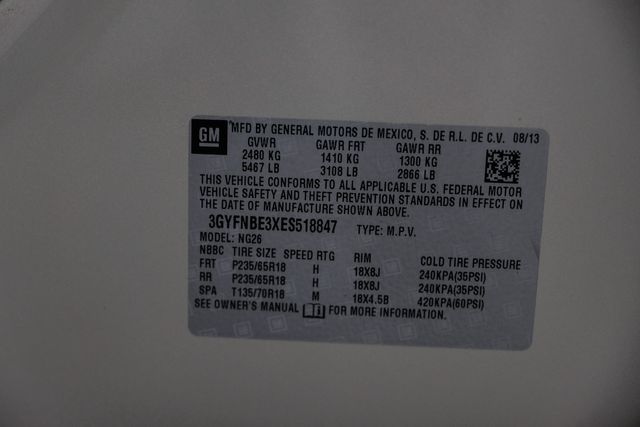 GM MFD BY GENERAL MOTORS DE MEXICO, S. DE R.L. DE C.V. 08/13
GVWR GAWR FRT GAWR RR
2480 KG 1410 KG 1300 KG
5467 LB 3108 LB 2866 LB
THIS VEHICLE CONFORMS TO ALL APPLICABLE U.S. FEDERAL MOTOR
VEHICLE SAFETY AND THEFT PREVENTION STANDARDS IN EFFECT ON
THE DATE OF MANUFACTURE SHOWN ABOVE.
3GYFNBE3XES518847 TYPE: M.P.V.
MODEL: NG26
NBBC TIRE SIZE SPEED RTG RIM COLD TIRE PRESSURE
FRT P235/65R18 H 18X8J 240KPA(35PSI)
RR P235/65R18 H 18X8J 240KPA(35PSI)
SPA T135/70R18 M 18X4.5B 420KPA(60PSI)
SEE OWNER'S MANUAL FOR MORE INFORMATION.